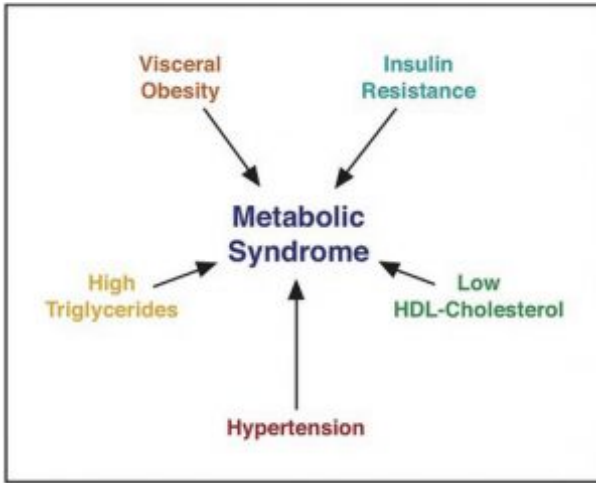 Visceral
Obesity
Insulin
Resistance
Metabolic
Syndrome
High
Triglycerides
Low
HDL-Cholesterol
Hypertension